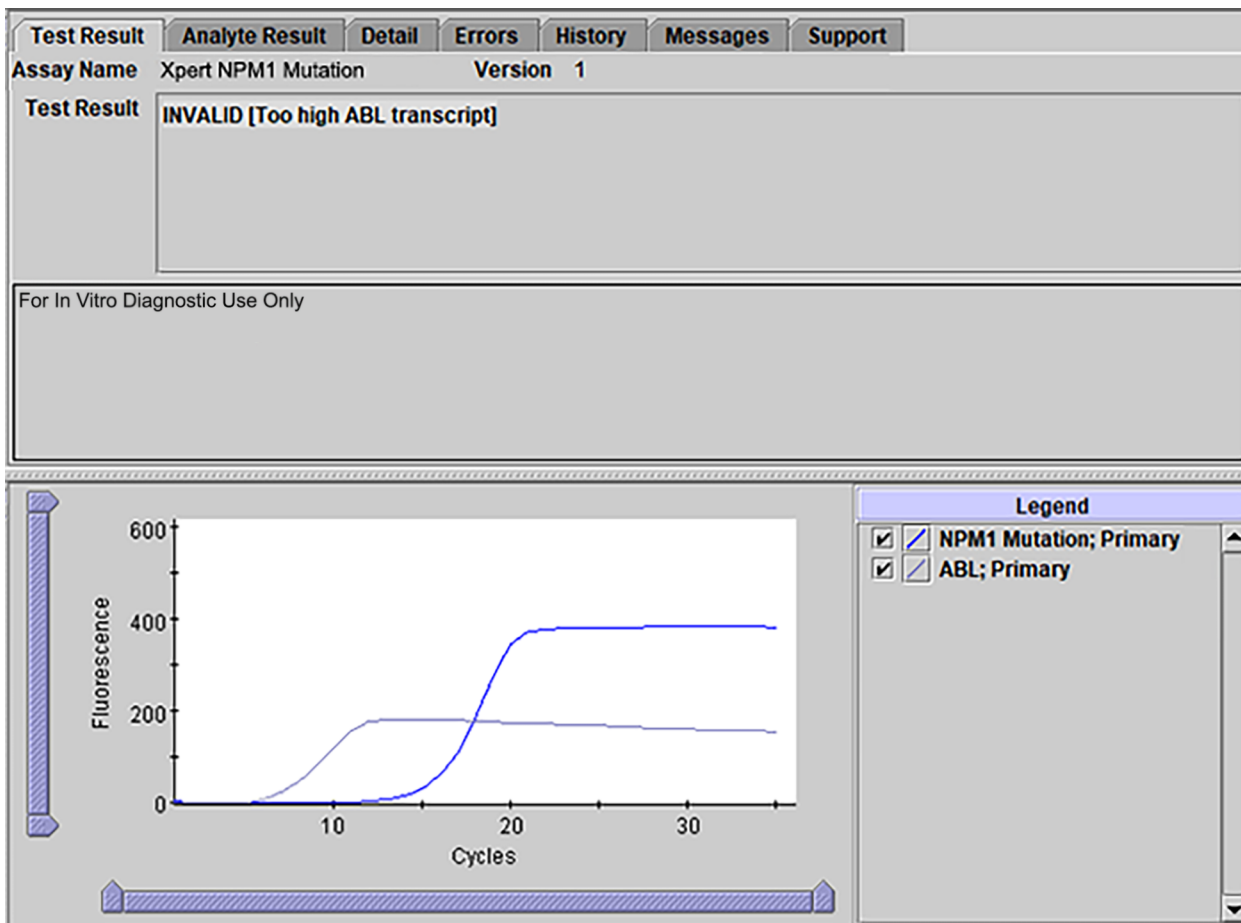 Test Result Analyte Result Detail Errors History Messages Support
Assay Name Xpert NPM1 Mutation Version 1
Test Result INVALID [Too high ABL transcript]
For In Vitro Diagnostic Use Only
Legend
NPM1 Mutation; Primary
ABL; Primary
600
400
200
0
Fluorescence
10 20 30
Cycles